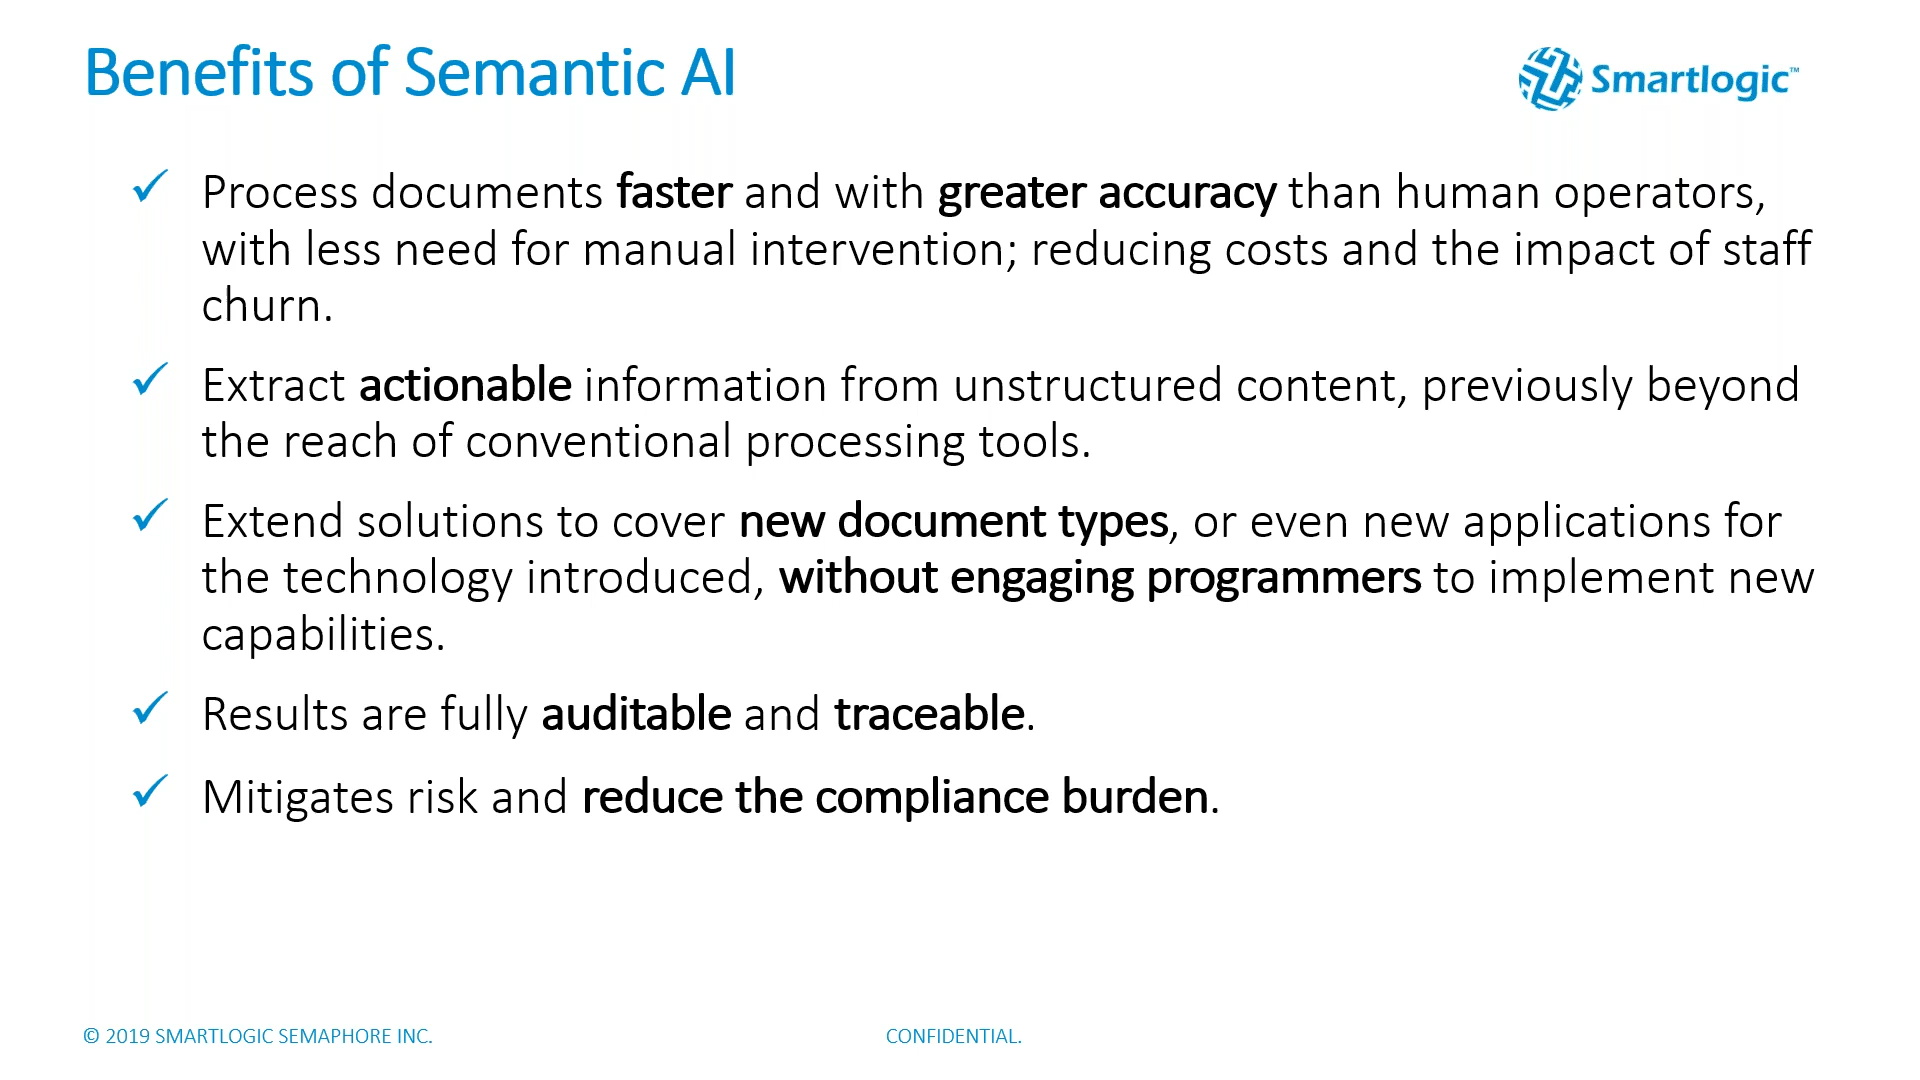 Benefits of Semantic AI
Smartlogic™
Process documents faster and with greater accuracy than human operators,
with less need for manual intervention; reducing costs and the impact of staff
churn.
Extract actionable information from unstructured content, previously beyond
the reach of conventional processing tools.
Extend solutions to cover new document types, or even new applications for
the technology introduced, without engaging programmers to implement new
capabilities.
Results are fully auditable and traceable.
Mitigates risk and reduce the compliance burden.
© 2019 SMARTLOGIC SEMAPHORE INC.
CONFIDENTIAL.